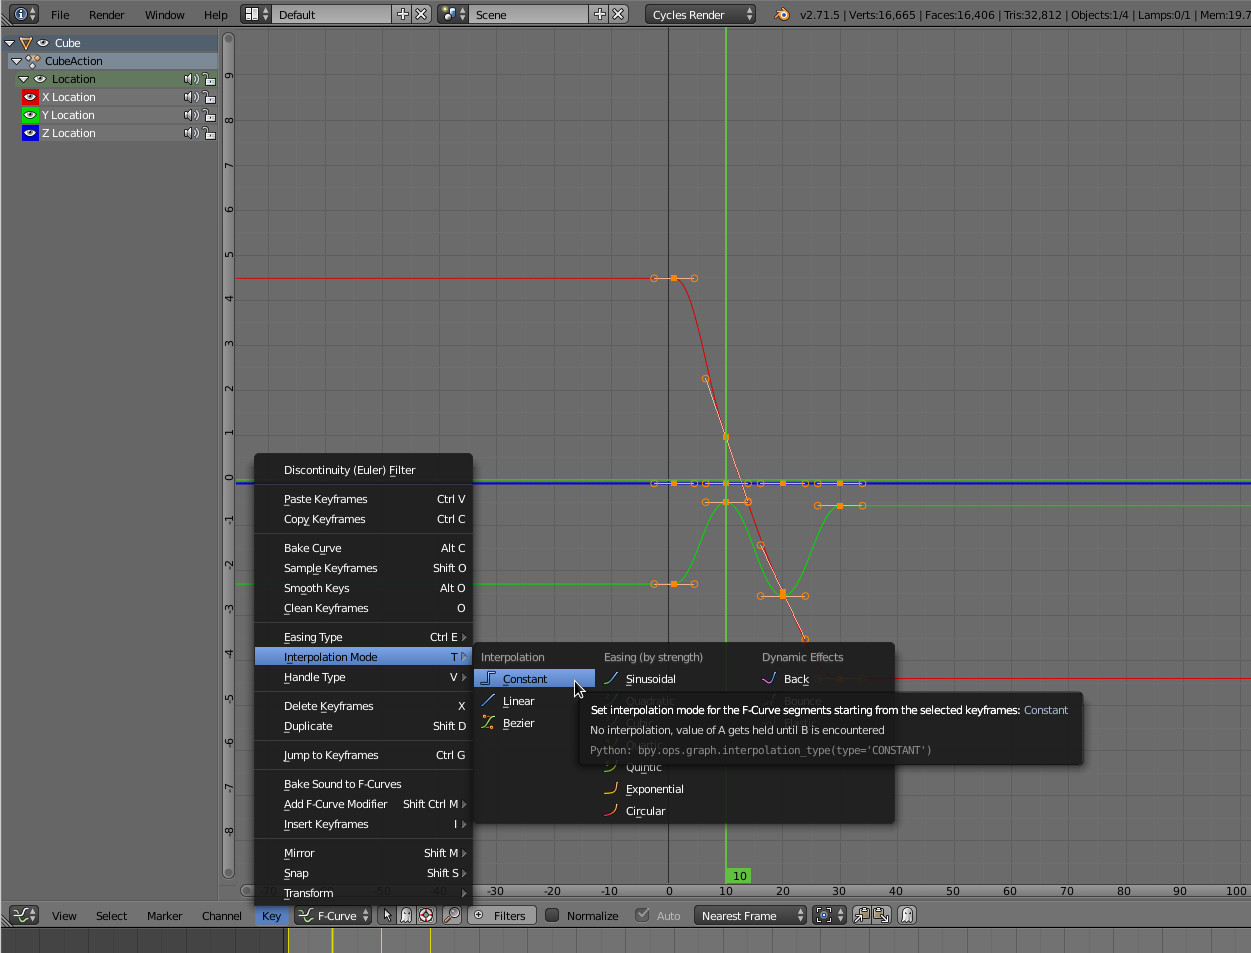 File Render Window Help Default Scene Cycles Render v2.71.5 | Verts:16,665 | Faces:16,406 | Tris:32,812 | Objects:1/4 | Lamps:0/1 | Mem:19.7
Cube
CubeAction
Location
X Location
Y Location
Z Location
9
8
7
6
5
4
3
2
1
0
-1
-2
-3
-4
-5
-6
-7
-8
Discontinuity (Euler) Filter
Paste Keyframes Ctrl V
Copy Keyframes Ctrl C
Bake Curve Alt C
Sample Keyframes Shift O
Smooth Keys Alt O
Clean Keyframes O
Easing Type Ctrl E
Interpolation Mode T
Handle Type V
Delete Keyframes X
Duplicate Shift D
Jump to Keyframes Ctrl G
Bake Sound to F-Curves
Add F-Curve Modifier Shift Ctrl M
Insert Keyframes I
Mirror Shift M
Snap Shift S
Transform
Interpolation Easing (by strength) Dynamic Effects
Constant Sinusoidal Back
Linear
Bezier
Set interpolation mode for the F-Curve segments starting from the selected keyframes: Constant
No interpolation, value of A gets held until B is encountered
Python: bpy.ops.graph.interpolation_type(type='CONSTANT')
Quintic
Exponential
Circular
10
-30 -20 -10 0 10 20 30 40 50 60 70 80 90 100
View Select Marker Channel Key F-Curve Filters Normalize Auto Nearest Frame